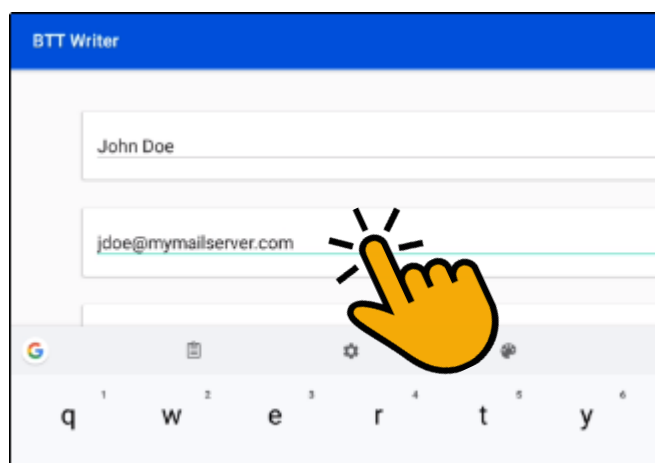 BTT Writer
John Doe
jdoe@mymailserver.com
G
1 2 3 4 5 6
q w e r t y